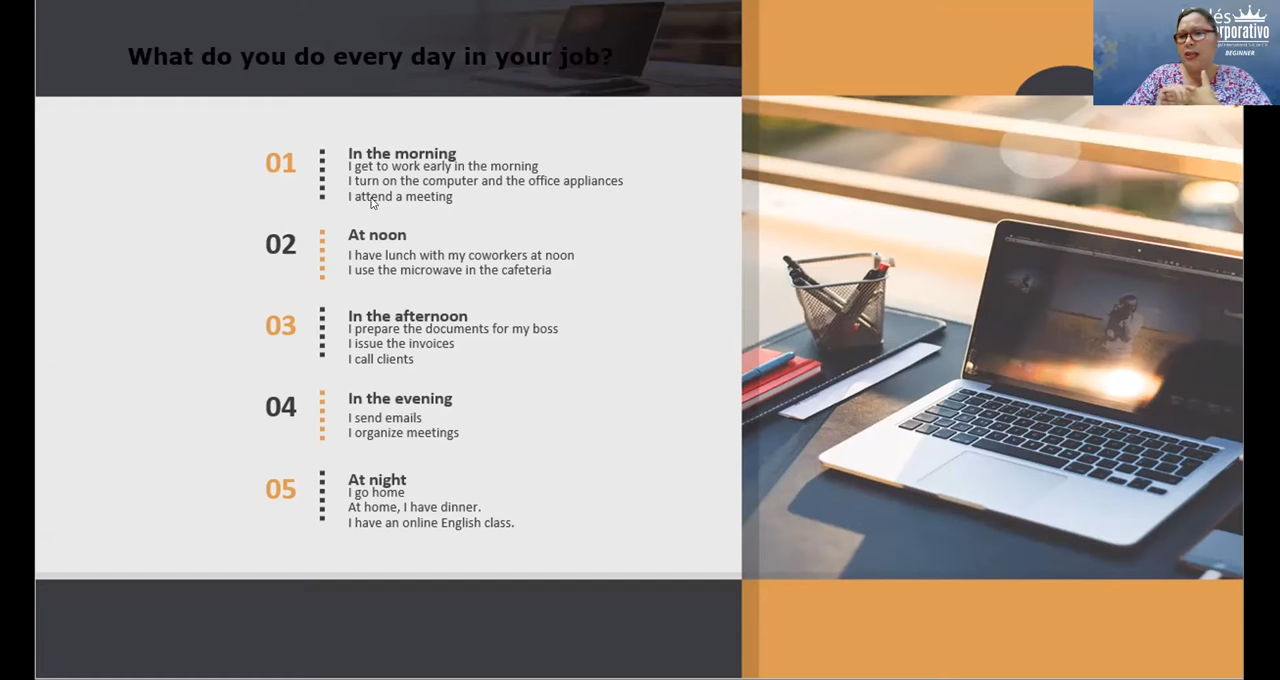 What do you do every day in your job?
01
In the morning
I get to work early in the morning
I turn on the computer and the office appliances
I attend a meeting
02
At noon
I have lunch with my coworkers at noon
I use the microwave in the cafeteria
03
In the afternoon
I prepare the documents for my boss
I issue the invoices
I call clients
04
In the evening
I send emails
I organize meetings
05
At night
I go home
At home, I have dinner.
I have an online English class.
BEGINNER